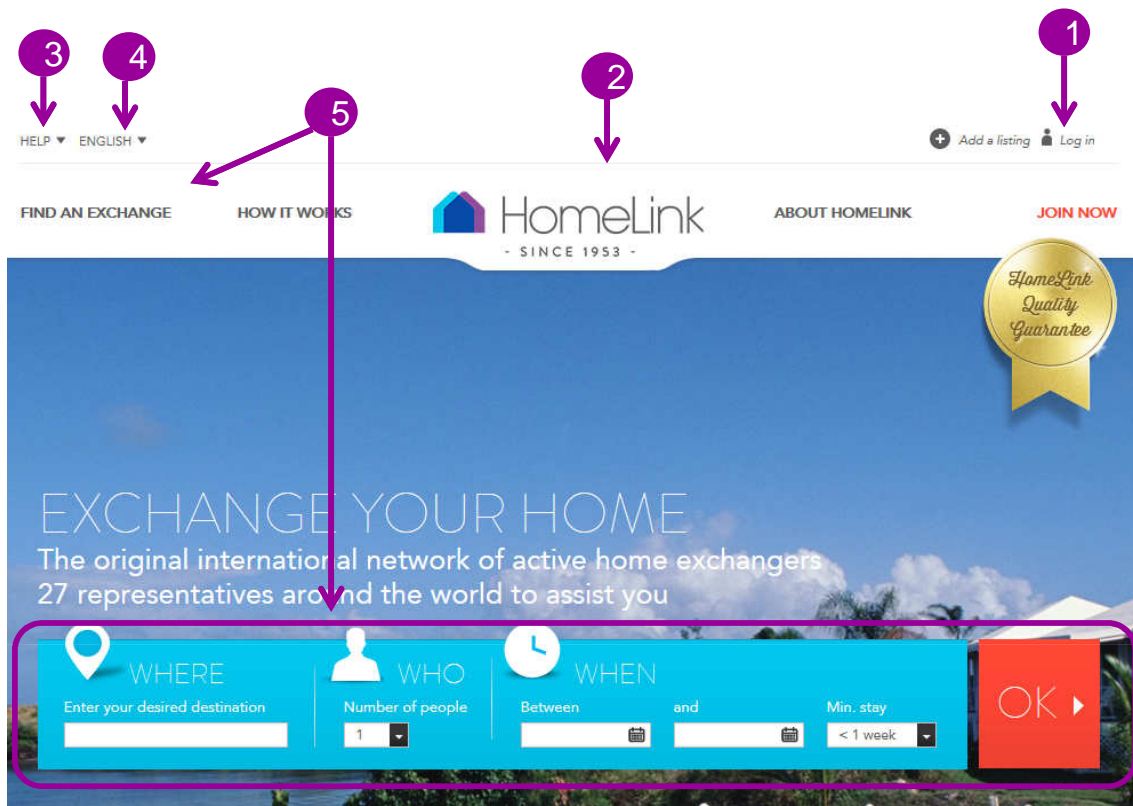 3
4
5
2
1
HELP ▼ ENGLISH ▼
Add a listing Log in
FIND AN EXCHANGE
HOW IT WORKS
HomeLink
- SINCE 1953 -
ABOUT HOMELINK
JOIN NOW
HomeLink
Quality
Guarantee
EXCHANGE YOUR HOME
The original international network of active home exchangers
27 representatives around the world to assist you
WHERE
Enter your desired destination
WHO
Number of people
1
WHEN
Between
and
Min. stay
< 1 week
OK